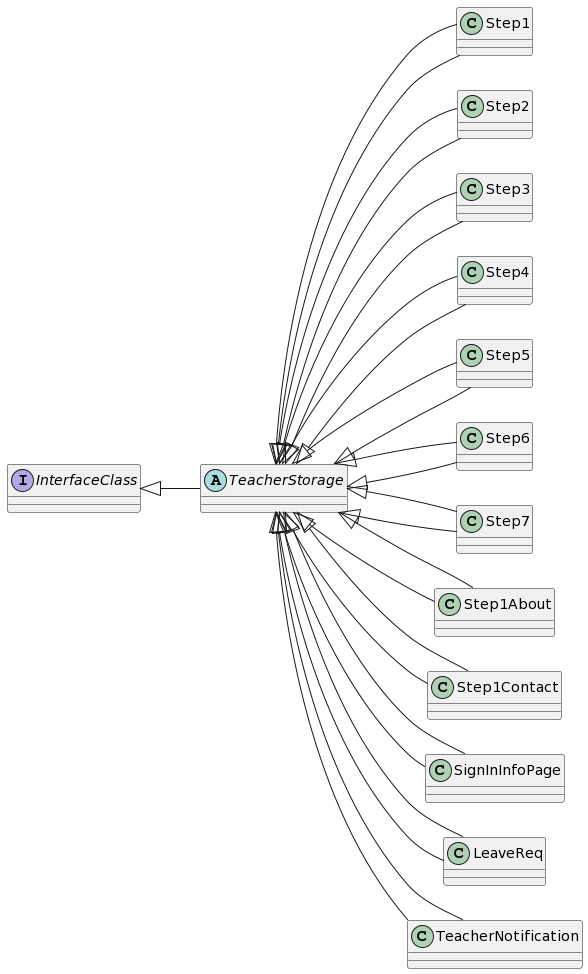 C Step1
C Step2
C Step3
C Step4
C Step5
C Step6
I InterfaceClass
A TeacherStorage
C Step7
C Step1About
C Step1Contact
C SignInInfoPage
C LeaveReq
C TeacherNotification